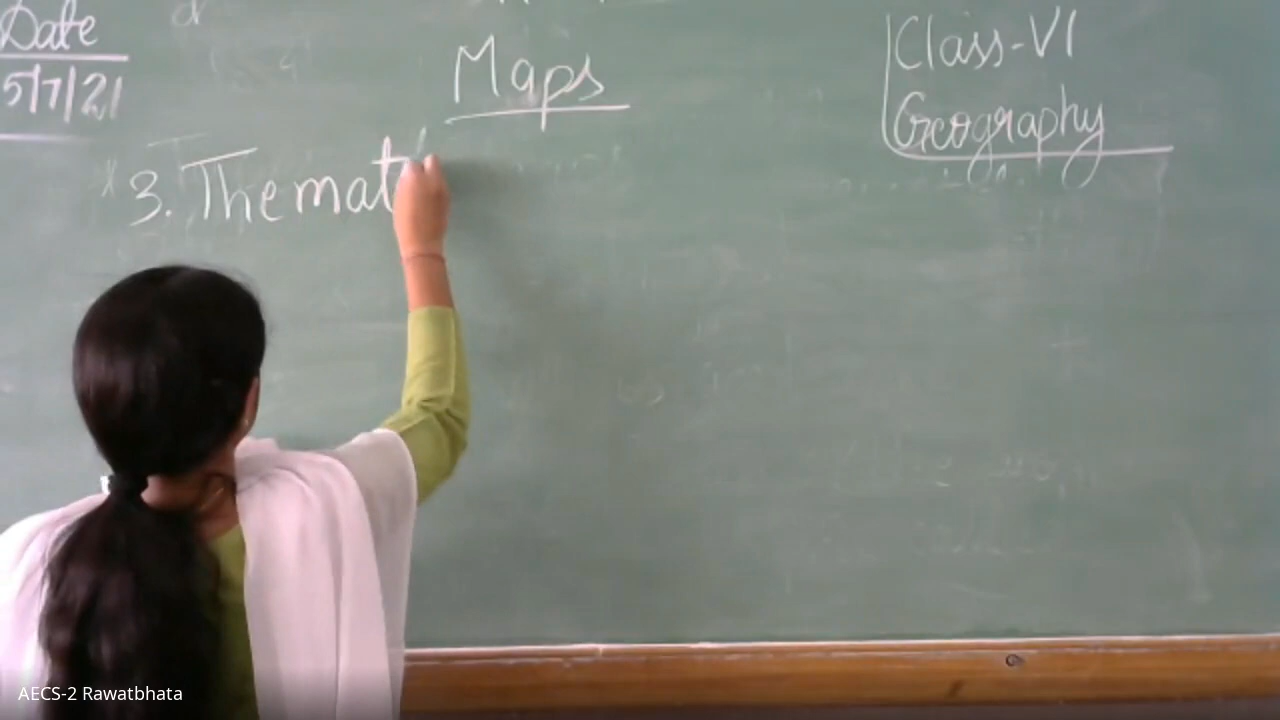 Date
5/7/21
Maps
Class-VI
Geography
3. Themat
AECS-2 Rawatbhata